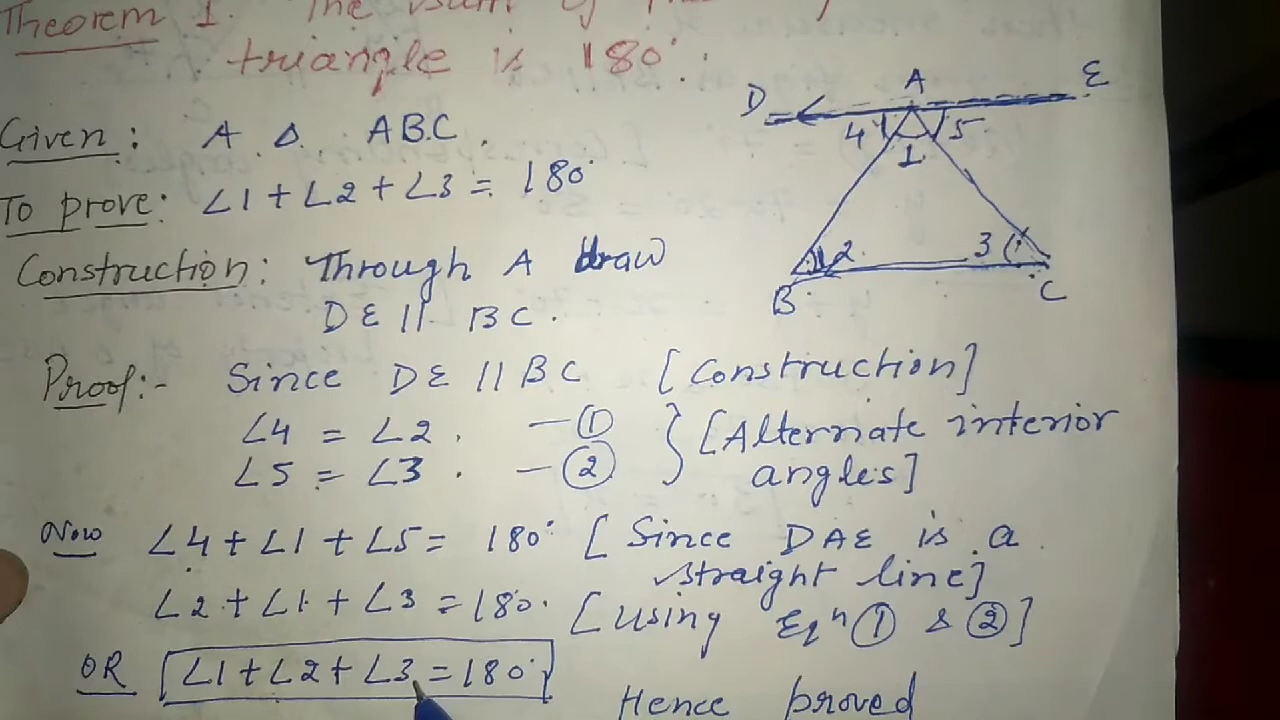 Theorem 1. The sum of
triangle is 180°.
Given: A Δ ABC.
To prove: ∠1 + ∠2 + ∠3 = 180°
Construction: Through A draw
DE || BC.
D A E
4 1 5
2 3
B C
Proof:- Since DE || BC [Construction]
∠4 = ∠2. — ①
∠5 = ∠3. — ② } [Alternate interior
angles]
Now ∠4 + ∠1 + ∠5 = 180° [Since DAE is a
straight line]
∠2 + ∠1 + ∠3 = 180. [using Eqn ① & ②]
OR ∠1 + ∠2 + ∠3 = 180°
Hence proved